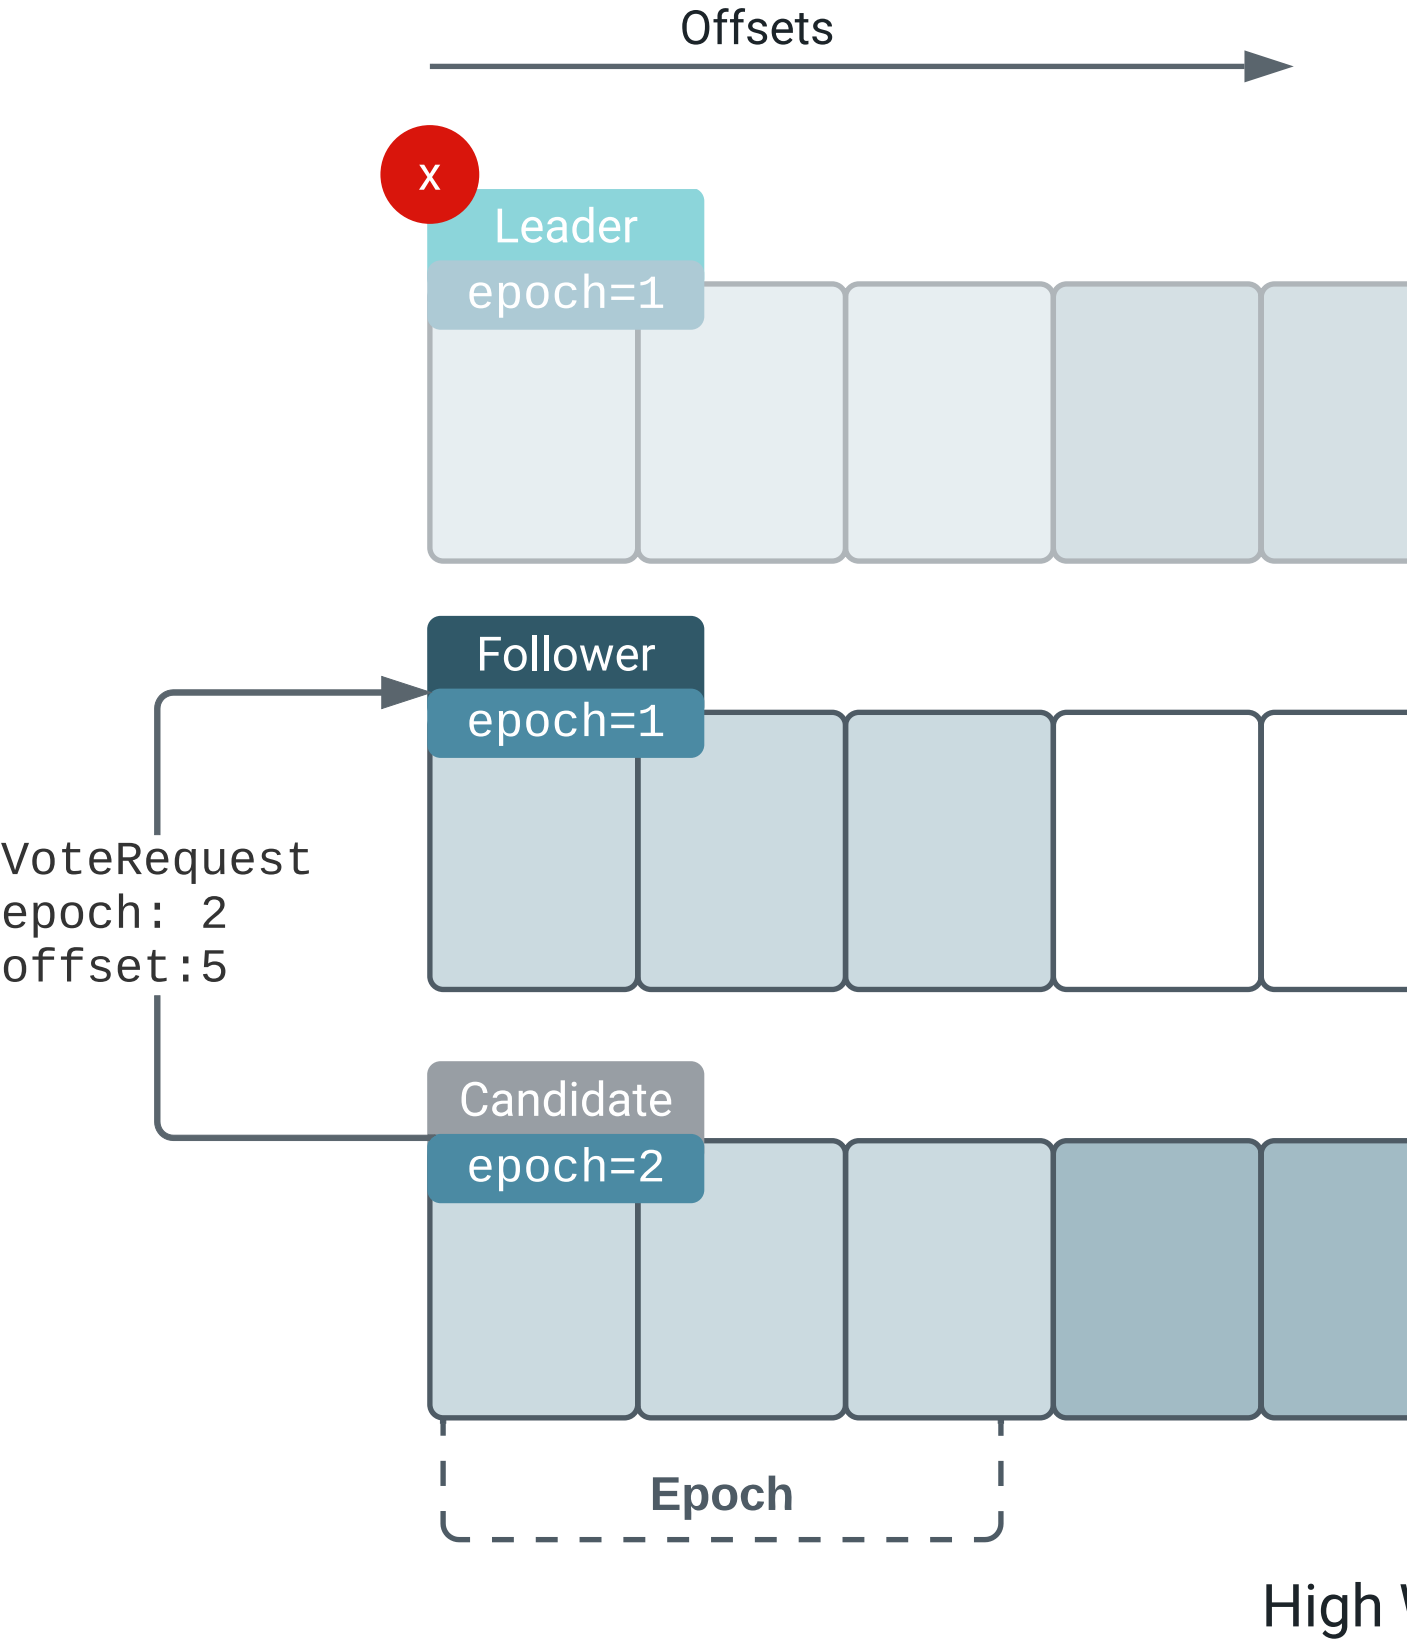 Offsets
x
Leader
epoch=1
Follower
epoch=1
VoteRequest
epoch: 2
offset:5
Candidate
epoch=2
Epoch
High